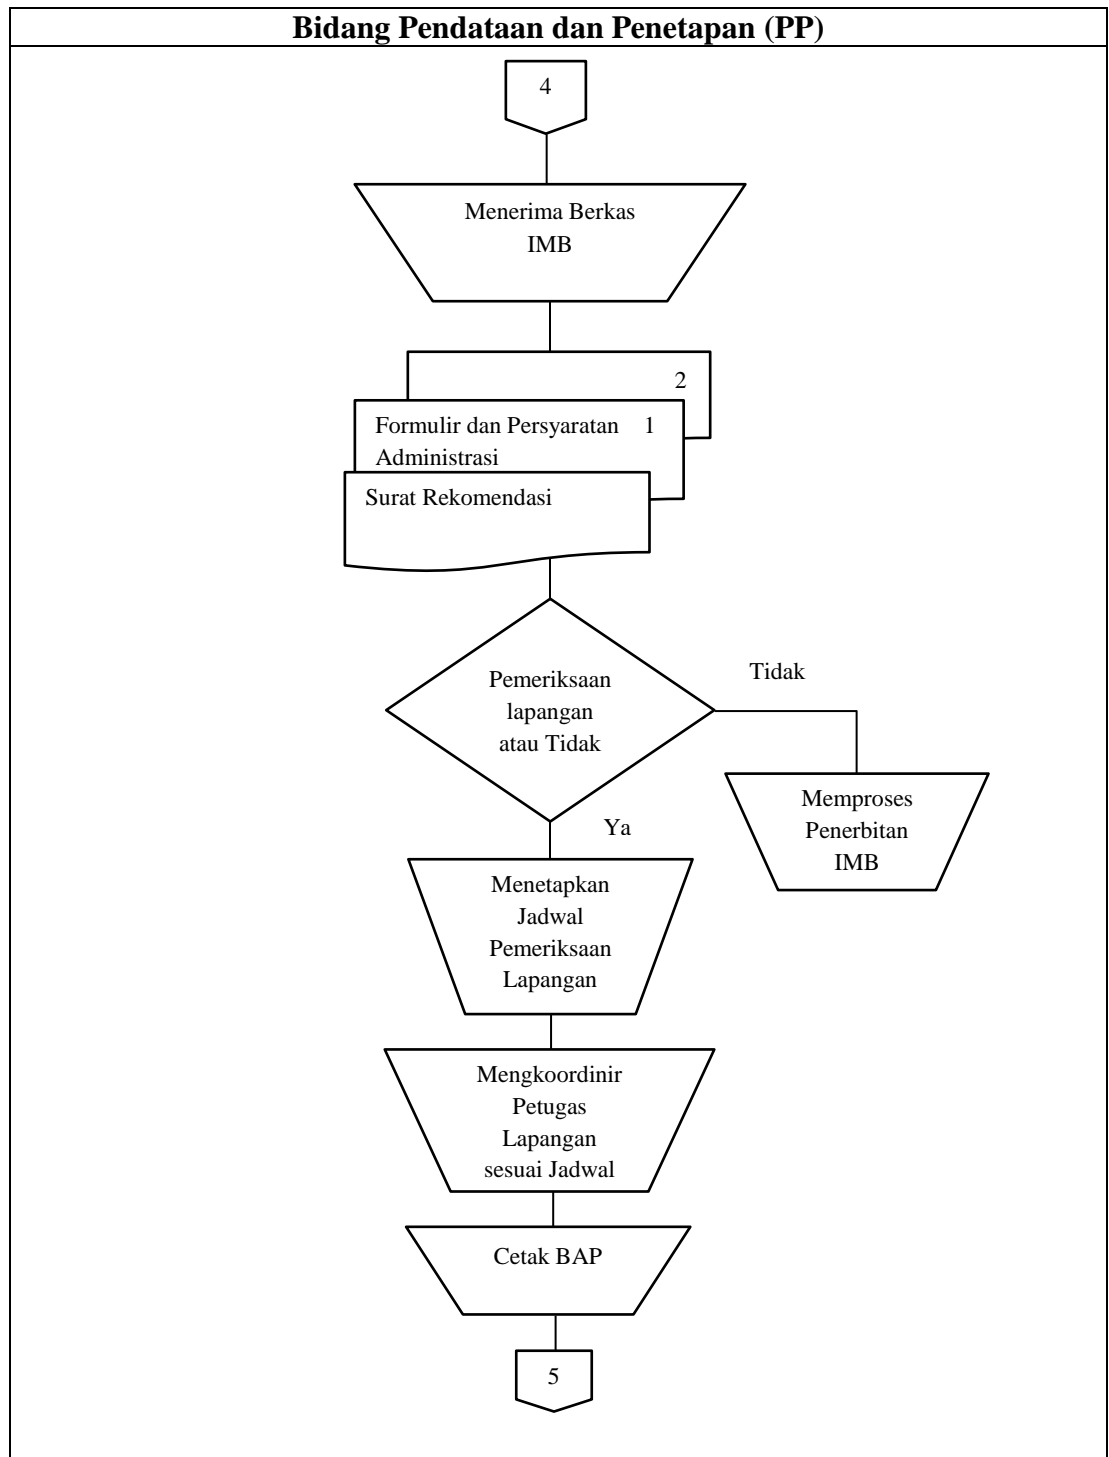 Bidang Pendataan dan Penetapan (PP)
4
Menerima Berkas
IMB
2
Formulir dan Persyaratan 1
Administrasi
Surat Rekomendasi
Pemeriksaan
lapangan
atau Tidak
Tidak
Memproses
Penerbitan
IMB
Ya
Menetapkan
Jadwal
Pemeriksaan
Lapangan
Mengkoordinir
Petugas
Lapangan
sesuai Jadwal
Cetak BAP
5